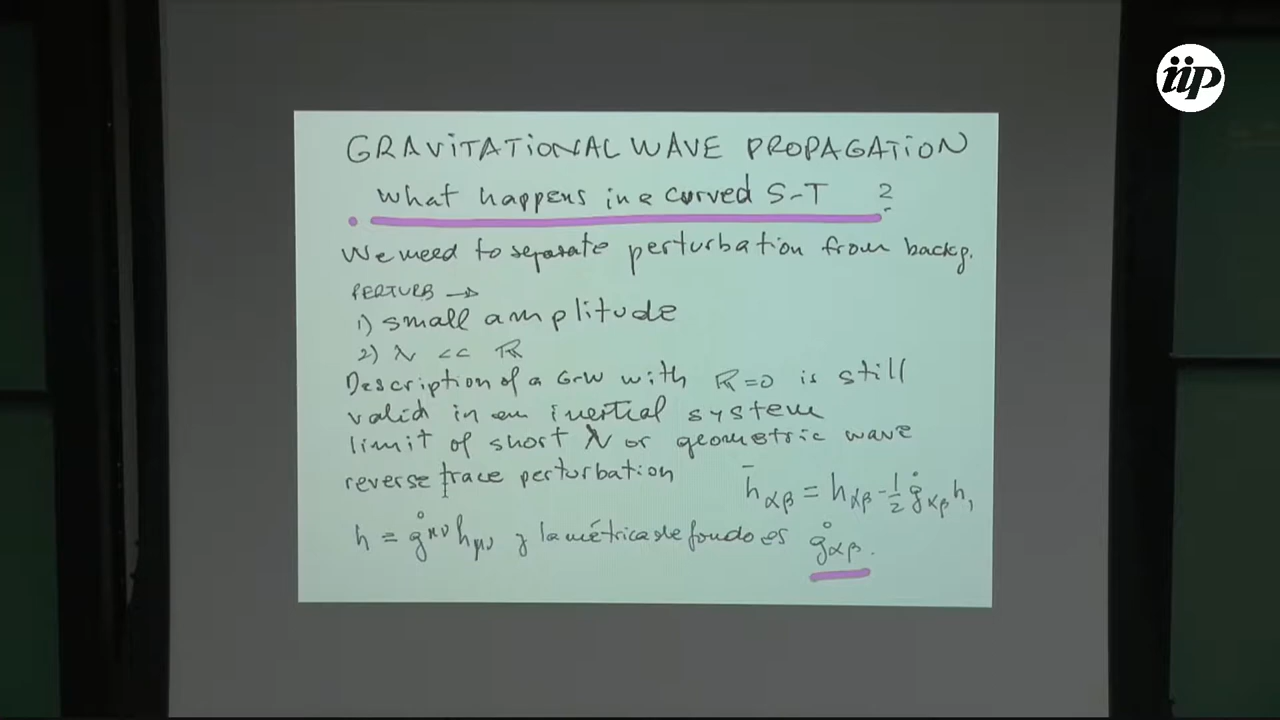 iip
GRAVITATIONAL WAVE PROPAGATION
What happens in a curved S-T ?
We need to separate perturbation from backg.
PERTURB →
1) small amplitude
2) λ << R
Description of a GW with R=0 is still
valid in an inertial system
limit of short λ or geometric wave
reverse trace perturbation h̄αβ = hαβ - 1/2 g̊αβ h,
h = g̊^μν hμν y la métrica de fondo es g̊αβ.